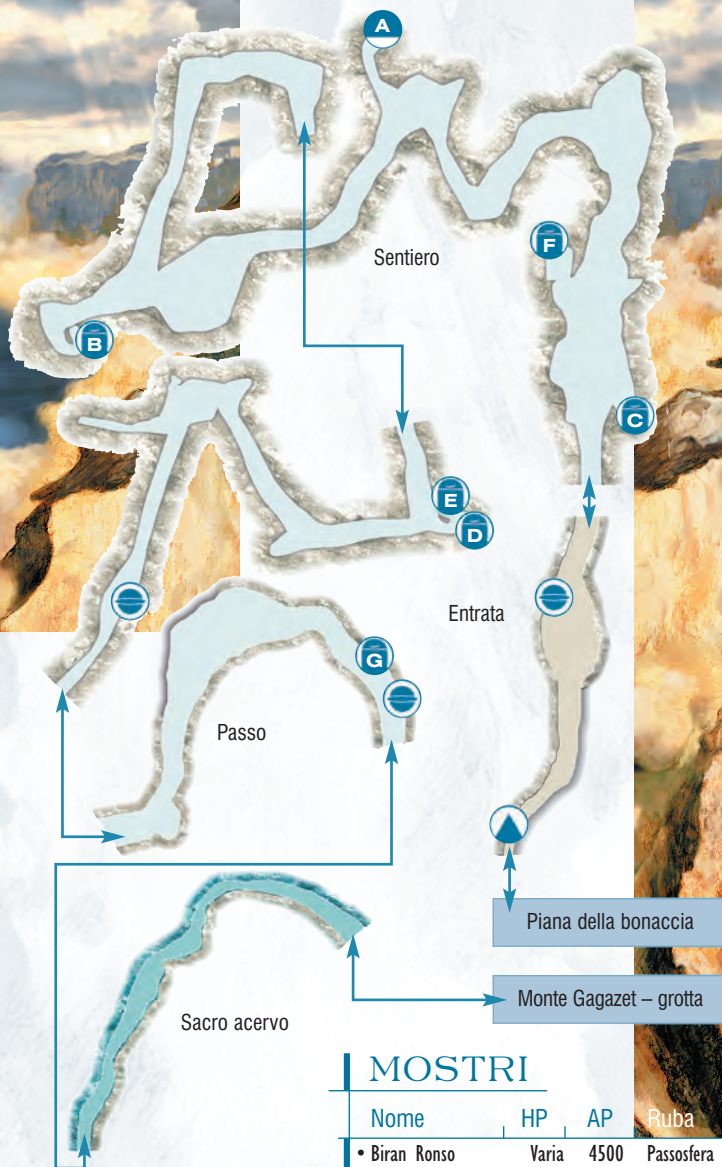 A
Sentiero
F
B
C
E
D
Entrata
G
Passo
Piana della bonaccia
Monte Gagazet – grotta
Sacro acervo
MOSTRI
Nome HP AP Ruba
• Biran Ronso Varia 4500 Passosfera